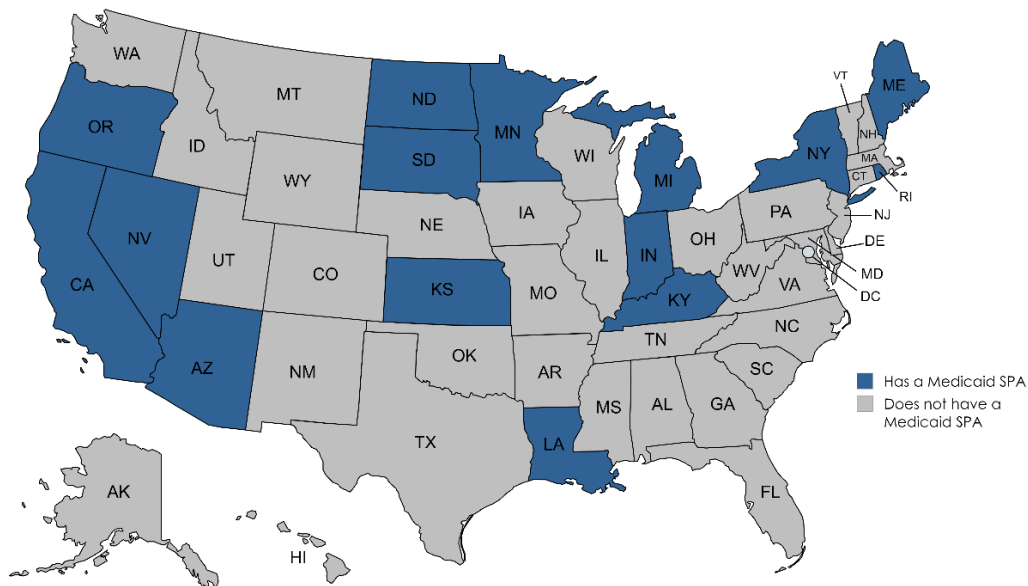 WA
MT
ND
MN
VT
ME
OR
ID
SD
WI
NY
NH
WY
MI
MA
CT
RI
IA
PA
NJ
NE
NV
OH
DE
IL
IN
UT
CO
WV
MD
CA
KS
MO
VA
DC
KY
NC
TN
OK
AZ
NM
AR
SC
Has a Medicaid SPA
MS
AL
GA
Does not have a
Medicaid SPA
TX
LA
AK
FL
HI